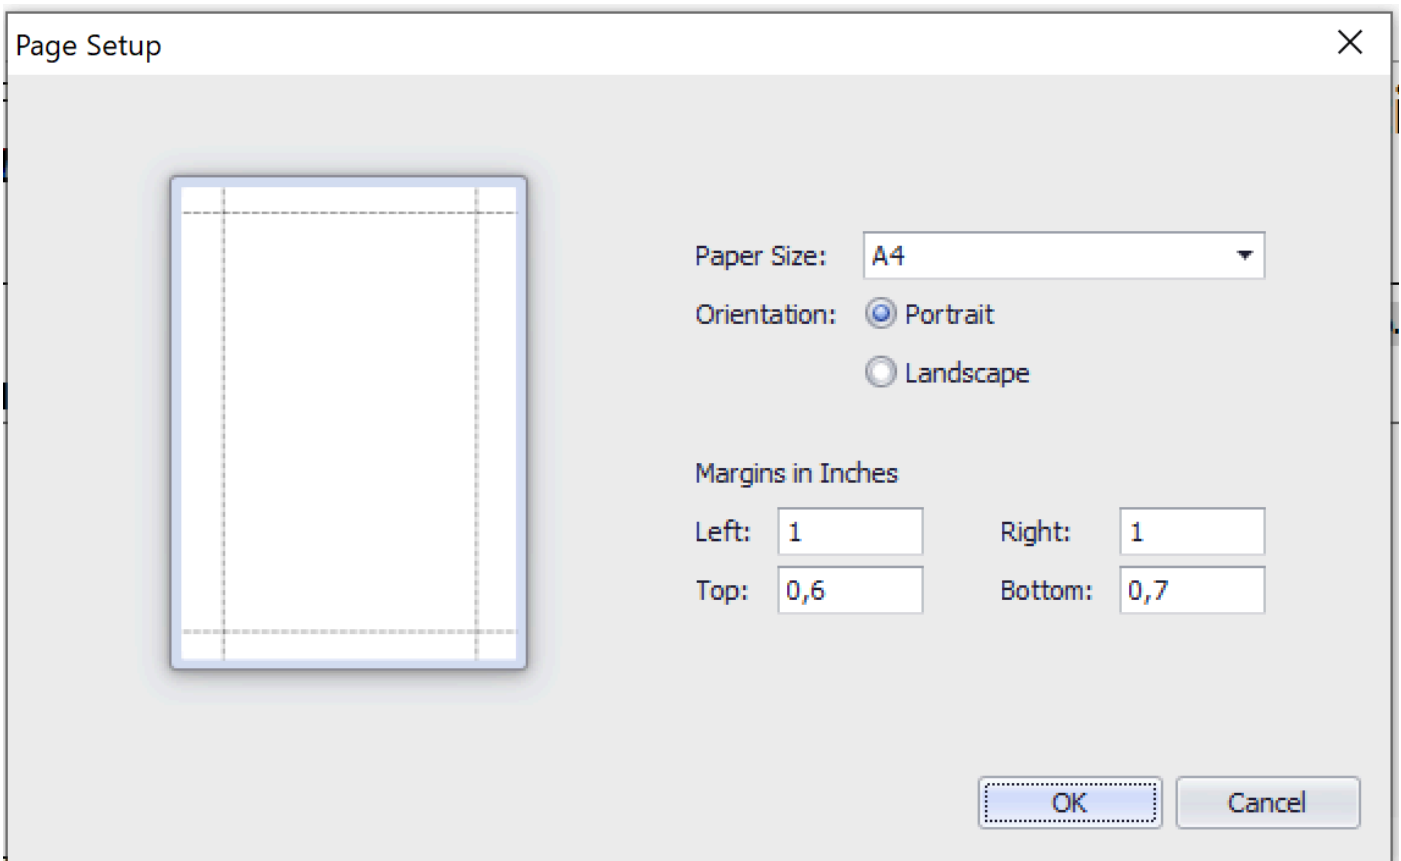 Page Setup
Paper Size: A4
Orientation: Portrait
Landscape
Margins in Inches
Left: 1 Right: 1
Top: 0,6 Bottom: 0,7
OK Cancel